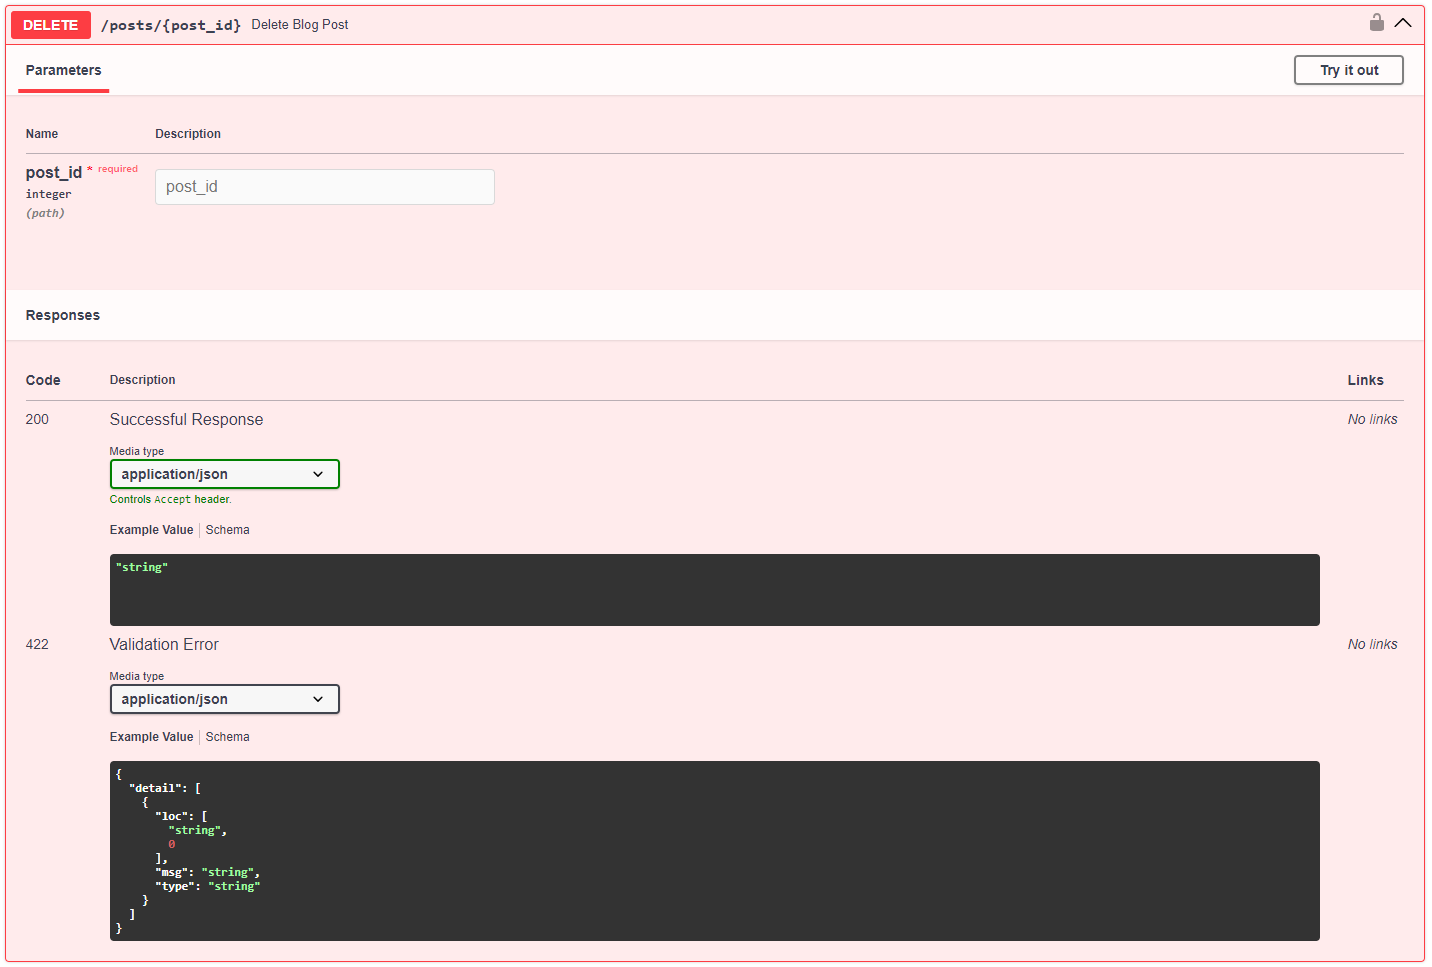 DELETE /posts/{post_id} Delete Blog Post
Parameters Try it out
Name Description
post_id * required
integer
(path)
post_id
Responses
Code Description Links
200 Successful Response No links
Media type
application/json
Controls Accept header.
Example Value Schema
"string"
422 Validation Error No links
Media type
application/json
Example Value Schema
{
  "detail": [
    {
      "loc": [
        "string",
        0
      ],
      "msg": "string",
      "type": "string"
    }
  ]
}